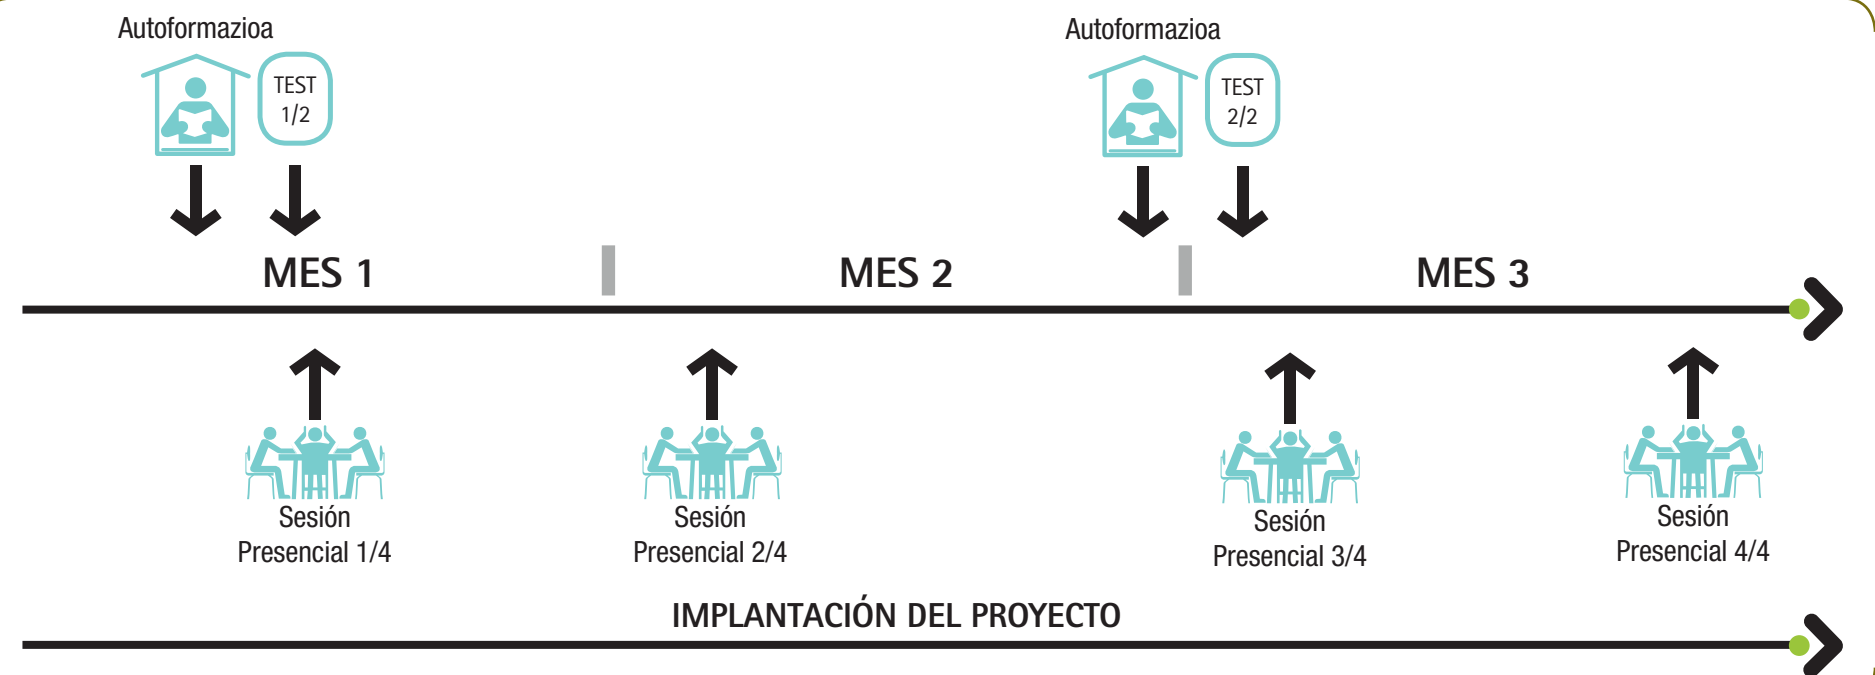 Autoformazioa
Autoformazioa
TEST
1/2
TEST
2/2
MES 1
MES 2
MES 3
Sesión
Presencial 1/4
Sesión
Presencial 2/4
Sesión
Presencial 3/4
Sesión
Presencial 4/4
IMPLANTACIÓN DEL PROYECTO